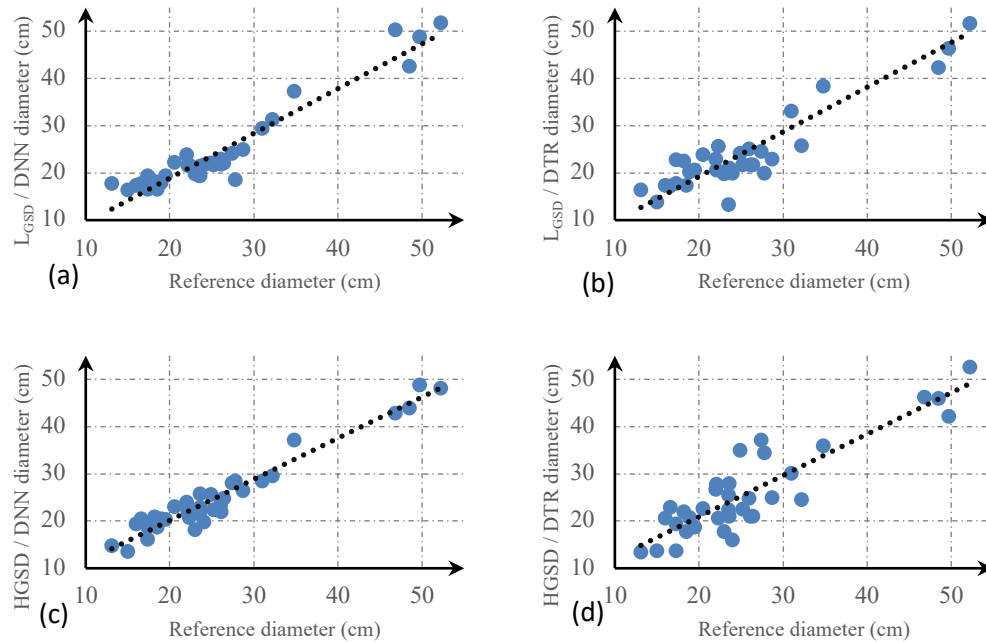 L_GSD / DNN diameter (cm)
50
40
30
20
10
10 20 30 40 50
(a)
Reference diameter (cm)
L_GSD / DTR diameter (cm)
50
40
30
20
10
10 20 30 40 50
(b)
Reference diameter (cm)
HGSD / DNN diameter (cm)
50
40
30
20
10
10 20 30 40 50
(c)
Reference diameter (cm)
HGSD / DTR diameter (cm)
50
40
30
20
10
10 20 30 40 50
(d)
Reference diameter (cm)